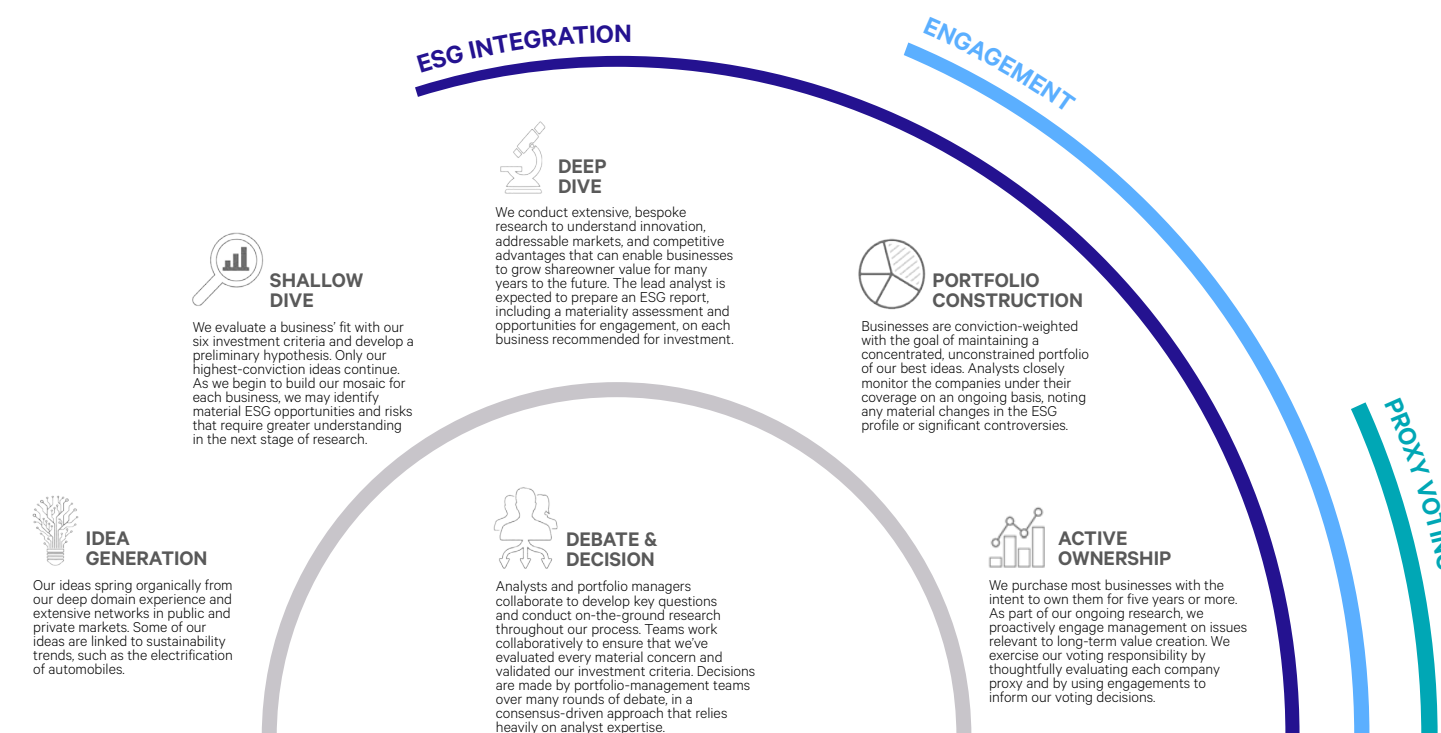 ESG INTEGRATION
ENGAGEMENT
DEEP
DIVE
We conduct extensive, bespoke
research to understand innovation,
addressable markets, and competitive
advantages that can enable businesses
to grow shareowner value for many
years to the future. The lead analyst is
expected to prepare an ESG report,
including a materiality assessment and
opportunities for engagement, on each
business recommended for investment.
SHALLOW
DIVE
We evaluate a business’ fit with our
six investment criteria and develop a
preliminary hypothesis. Only our
highest-conviction ideas continue.
As we begin to build our mosaic for
each business, we may identify
material ESG opportunities and risks
that require greater understanding
in the next stage of research.
PORTFOLIO
CONSTRUCTION
Businesses are conviction-weighted
with the goal of maintaining a
concentrated, unconstrained portfolio
of our best ideas. Analysts closely
monitor the companies under their
coverage on an ongoing basis, noting
any material changes in the ESG
profile or significant controversies.
PROXY VOTING
IDEA
GENERATION
Our ideas spring organically from
our deep domain experience and
extensive networks in public and
private markets. Some of our
ideas are linked to sustainability
trends, such as the electrification
of automobiles.
DEBATE &
DECISION
Analysts and portfolio managers
collaborate to develop key questions
and conduct on-the-ground research
throughout our process. Teams work
collaboratively to ensure that we’ve
evaluated every material concern and
validated our investment criteria. Decisions
are made by portfolio-management teams
over many rounds of debate, in a
consensus-driven approach that relies
heavily on analyst expertise.
ACTIVE
OWNERSHIP
We purchase most businesses with the
intent to own them for five years or more.
As part of our ongoing research, we
proactively engage management on issues
relevant to long-term value creation. We
exercise our voting responsibility by
thoughtfully evaluating each company
proxy and by using engagements to
inform our voting decisions.